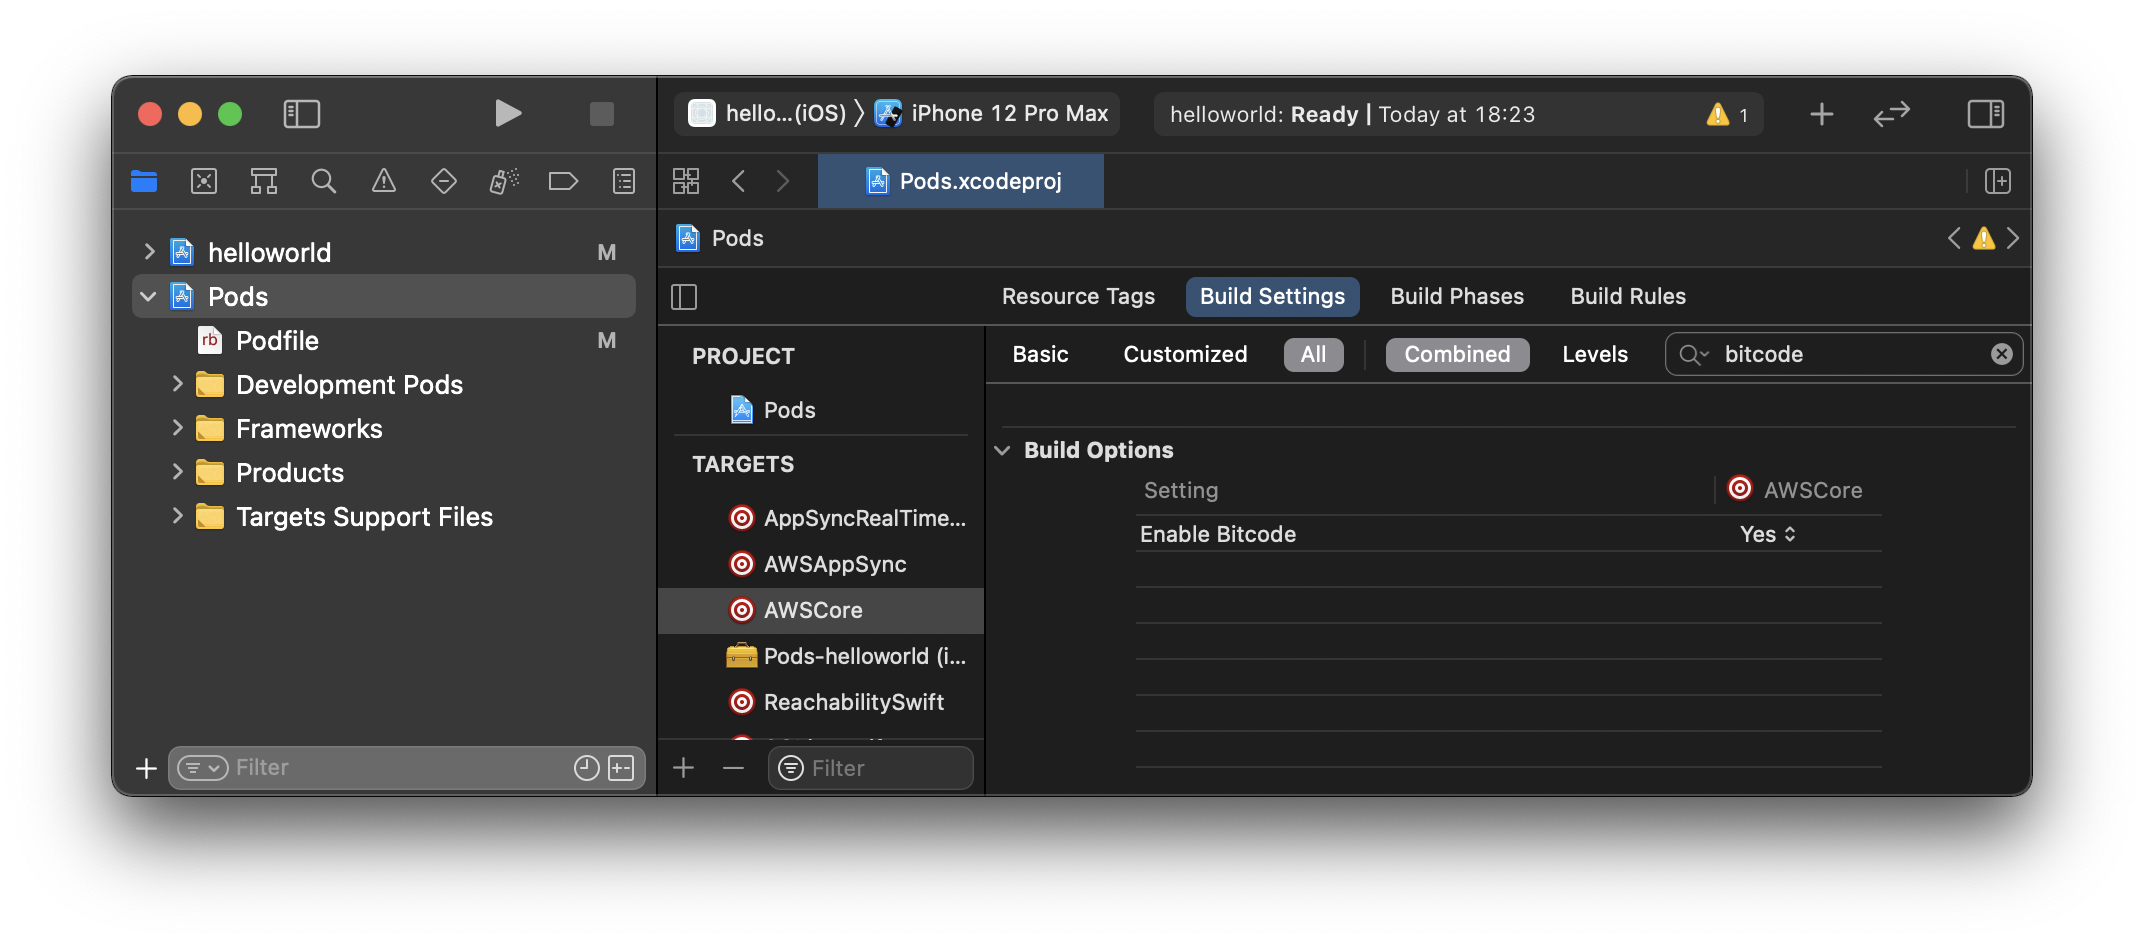 hello...(iOS) 〉 iPhone 12 Pro Max
helloworld: Ready | Today at 18:23
1
Pods.xcodeproj
helloworld M
Pods
Podfile M
Development Pods
Frameworks
Products
Targets Support Files
Filter
Pods
Resource Tags Build Settings Build Phases Build Rules
PROJECT
Pods
TARGETS
AppSyncRealTime...
AWSAppSync
AWSCore
Pods-helloworld (i...
ReachabilitySwift
Filter
Basic Customized All Combined Levels bitcode
Build Options
Setting AWSCore
Enable Bitcode Yes